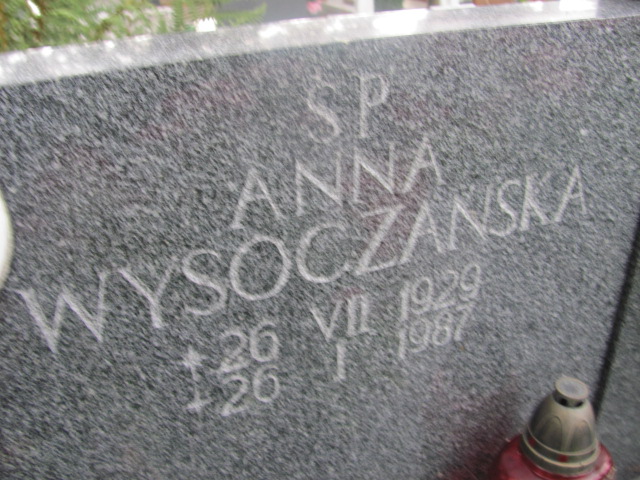 ŚP
ANNA
WYSOCZAŃSKA
* 26 VII 1929
+ 26 I 1987